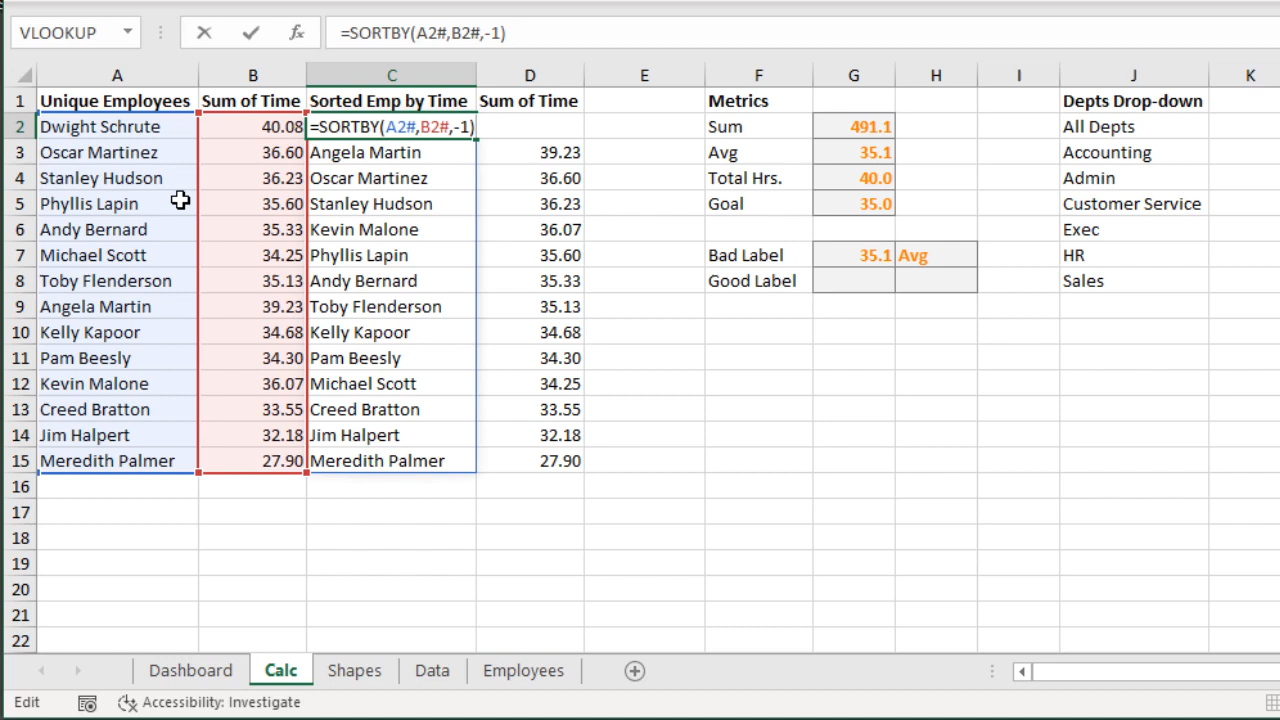 VLOOKUP =SORTBY(A2#,B2#,-1)
A B C D E F G H I J K
1 Unique Employees Sum of Time Sorted Emp by Time Sum of Time Metrics Depts Drop-down
2 Dwight Schrute 40.08 =SORTBY(A2#,B2#,-1) Sum 491.1 All Depts
3 Oscar Martinez 36.60 Angela Martin 39.23 Avg 35.1 Accounting
4 Stanley Hudson 36.23 Oscar Martinez 36.60 Total Hrs. 40.0 Admin
5 Phyllis Lapin 35.60 Stanley Hudson 36.23 Goal 35.0 Customer Service
6 Andy Bernard 35.33 Kevin Malone 36.07 Exec
7 Michael Scott 34.25 Phyllis Lapin 35.60 Bad Label 35.1 Avg HR
8 Toby Flenderson 35.13 Andy Bernard 35.33 Good Label Sales
9 Angela Martin 39.23 Toby Flenderson 35.13
10 Kelly Kapoor 34.68 Kelly Kapoor 34.68
11 Pam Beesly 34.30 Pam Beesly 34.30
12 Kevin Malone 36.07 Michael Scott 34.25
13 Creed Bratton 33.55 Creed Bratton 33.55
14 Jim Halpert 32.18 Jim Halpert 32.18
15 Meredith Palmer 27.90 Meredith Palmer 27.90
16
17
18
19
20
21
22
Dashboard Calc Shapes Data Employees
Edit Accessibility: Investigate